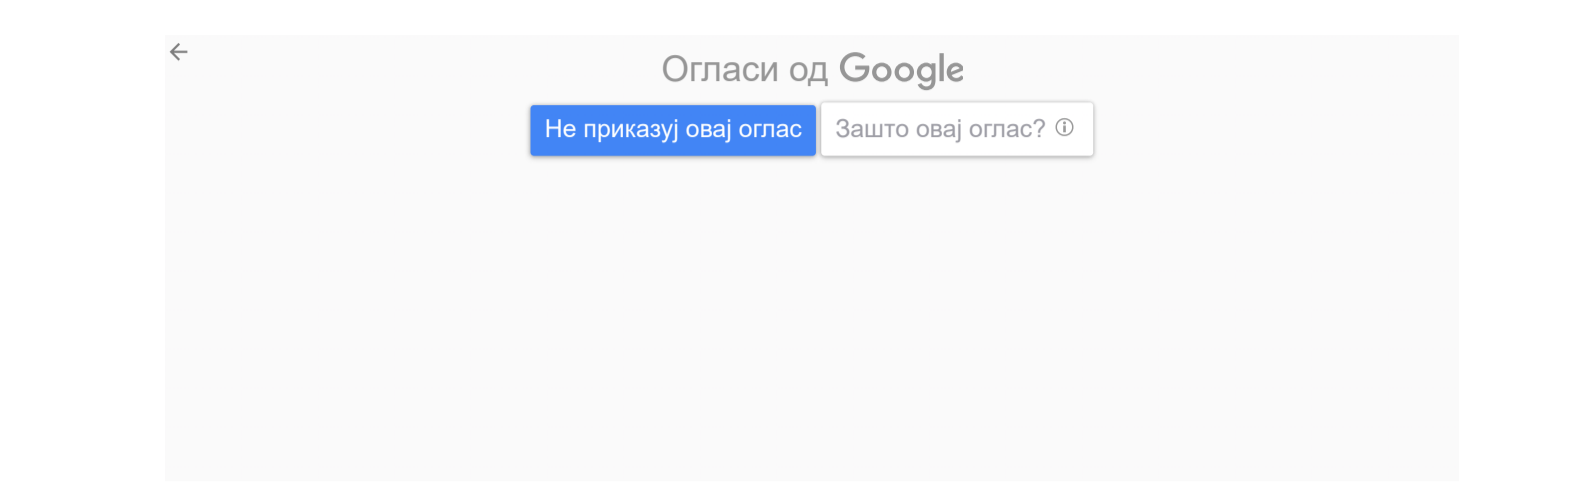 Огласи од Google
Не приказуј овај оглас
Зашто овај оглас?